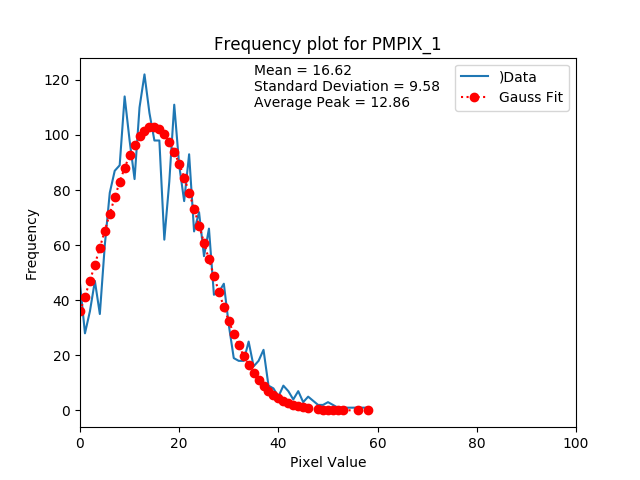 Frequency plot for PMPIX_1
Mean = 16.62
Standard Deviation = 9.58
Average Peak = 12.86
)Data
Gauss Fit
Frequency
120
100
80
60
40
20
0
0 20 40 60 80 100
Pixel Value